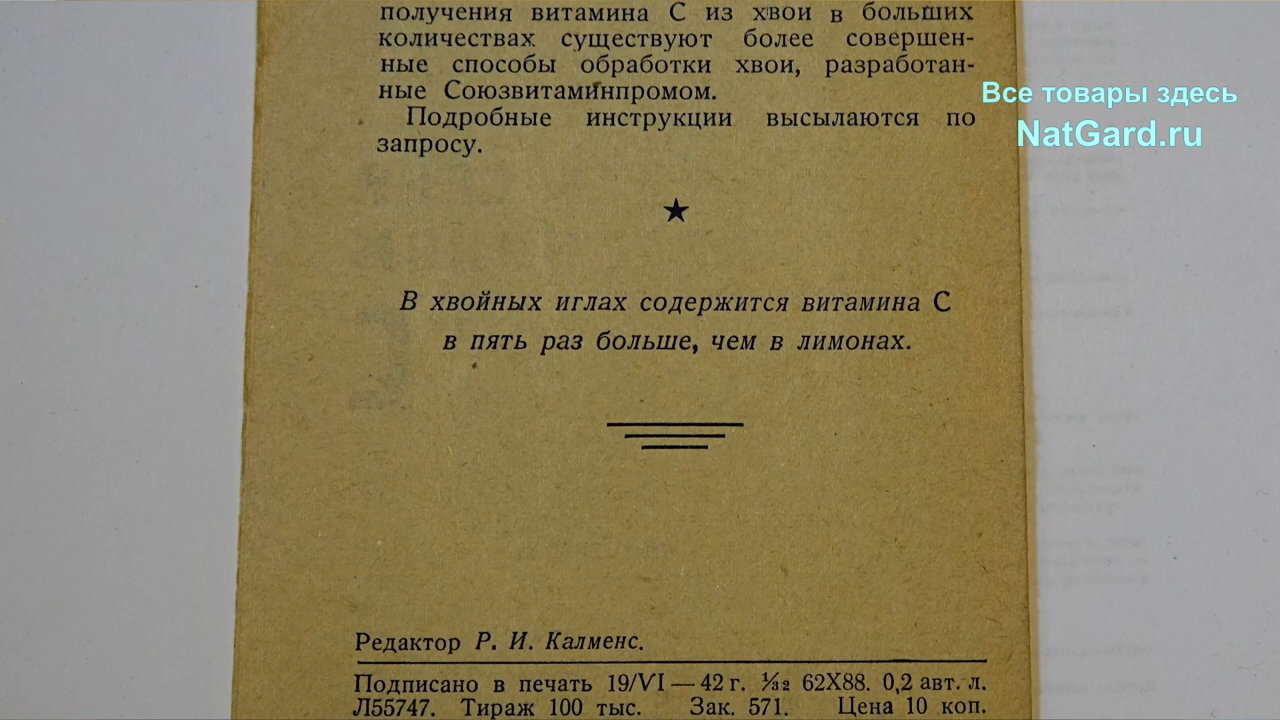 получения витамина С из хвои в больших
количествах существуют более совершен-
ные способы обработки хвои, разработан-
ные Союзвитаминпромом.
Подробные инструкции высылаются по
запросу.
★
В хвойных иглах содержится витамина С
в пять раз больше, чем в лимонах.
Редактор Р. И. Калменс.
Подписано в печать 19/VI — 42 г. 1/32 62Х88. 0,2 авт. л.
Л55747. Тираж 100 тыс. Зак. 571. Цена 10 коп.
Все товары здесь
NatGard.ru